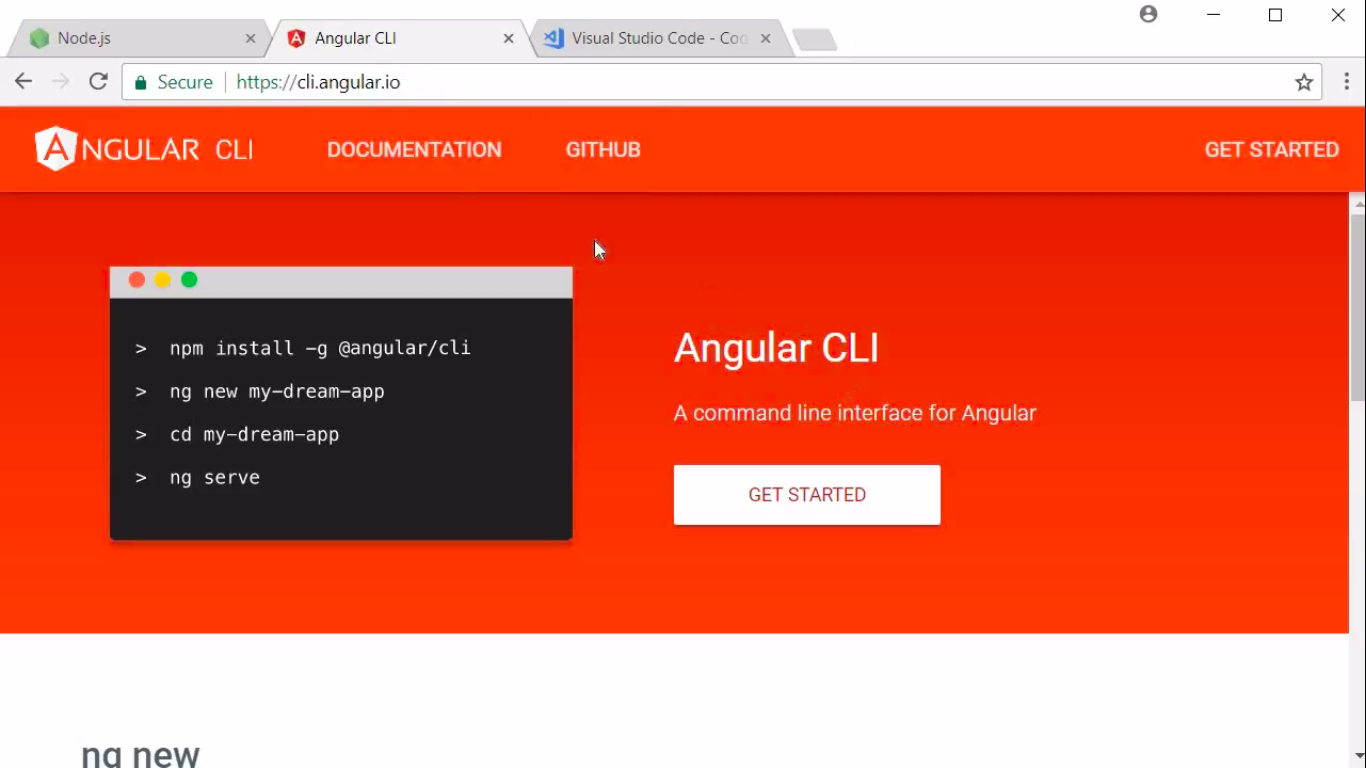 Node.js
Angular CLI
Visual Studio Code - Coo
Secure
https://cli.angular.io
ANGULAR CLI
DOCUMENTATION
GITHUB
GET STARTED
> npm install -g @angular/cli
> ng new my-dream-app
> cd my-dream-app
> ng serve
Angular CLI
A command line interface for Angular
GET STARTED
ng new